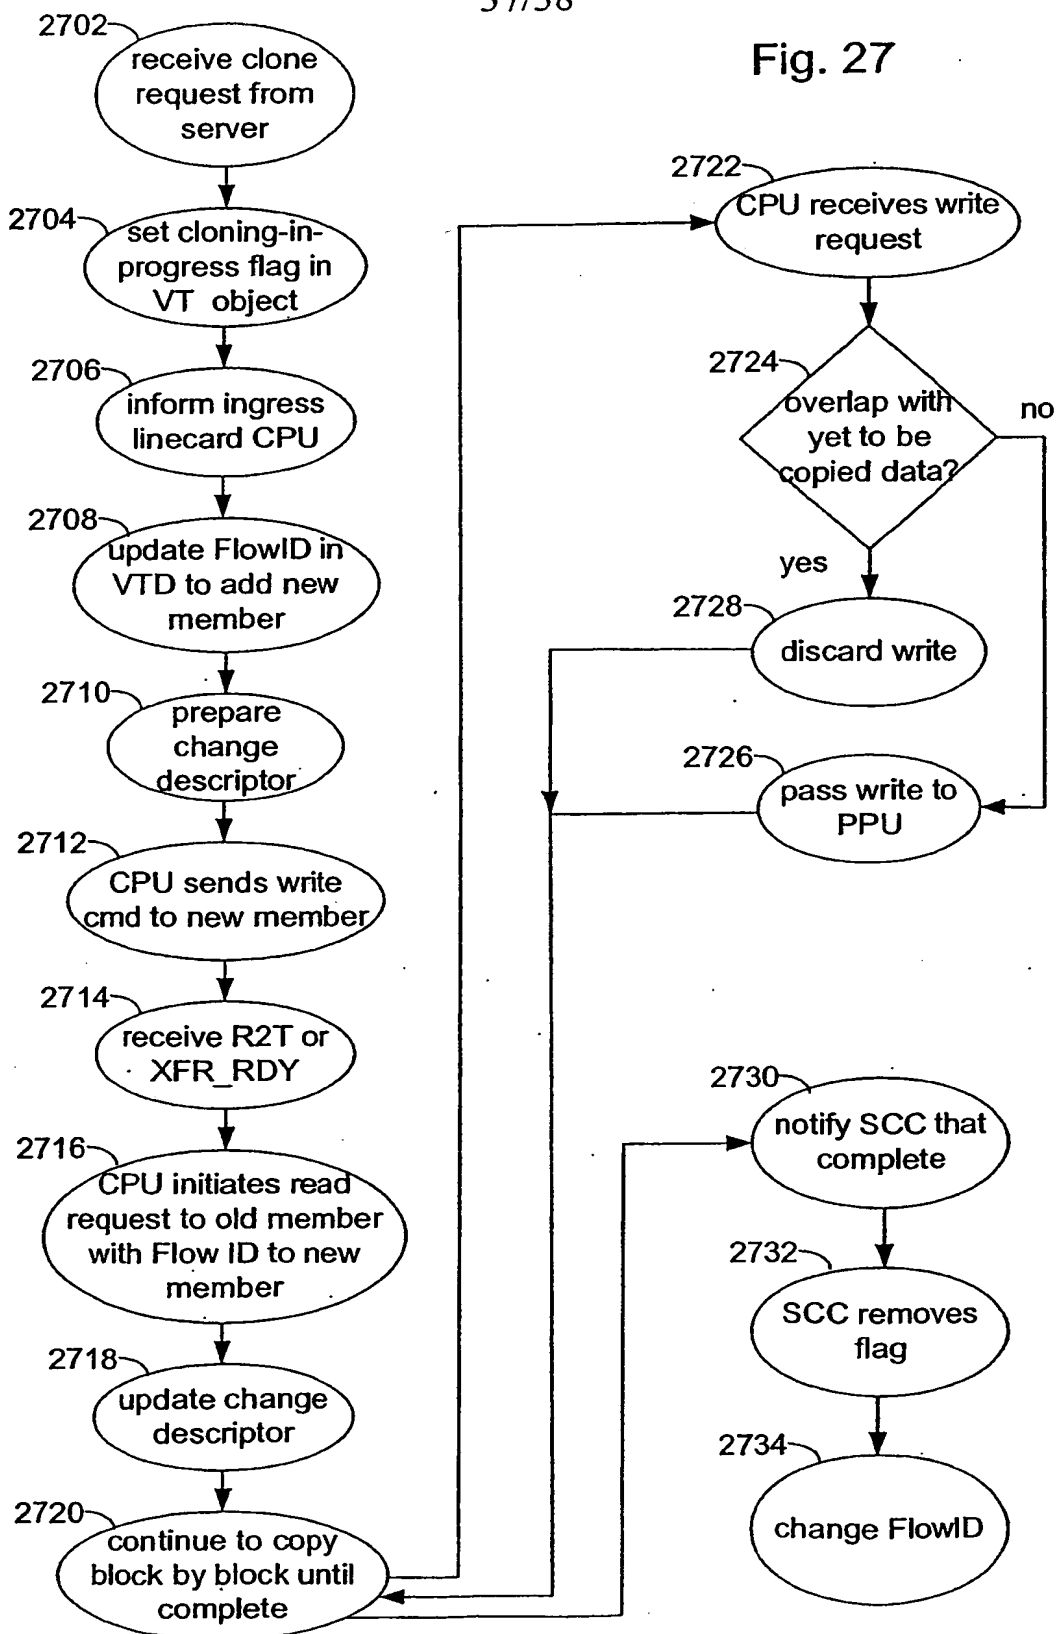 37/38
Fig. 27
2702
receive clone
request from
server
2704
set cloning-in-
progress flag in
VT object
2706
inform ingress
linecard CPU
2708
update FlowID in
VTD to add new
member
2710
prepare
change
descriptor
2712
CPU sends write
cmd to new member
2714
receive R2T or
XFR_RDY
2716
CPU initiates read
request to old member
with Flow ID to new
member
2718
update change
descriptor
2720
continue to copy
block by block until
complete
2722
CPU receives write
request
2724
overlap with
yet to be
copied data?
no
yes
2728
discard write
2726
pass write to
PPU
2730
notify SCC that
complete
2732
SCC removes
flag
2734
change FlowID